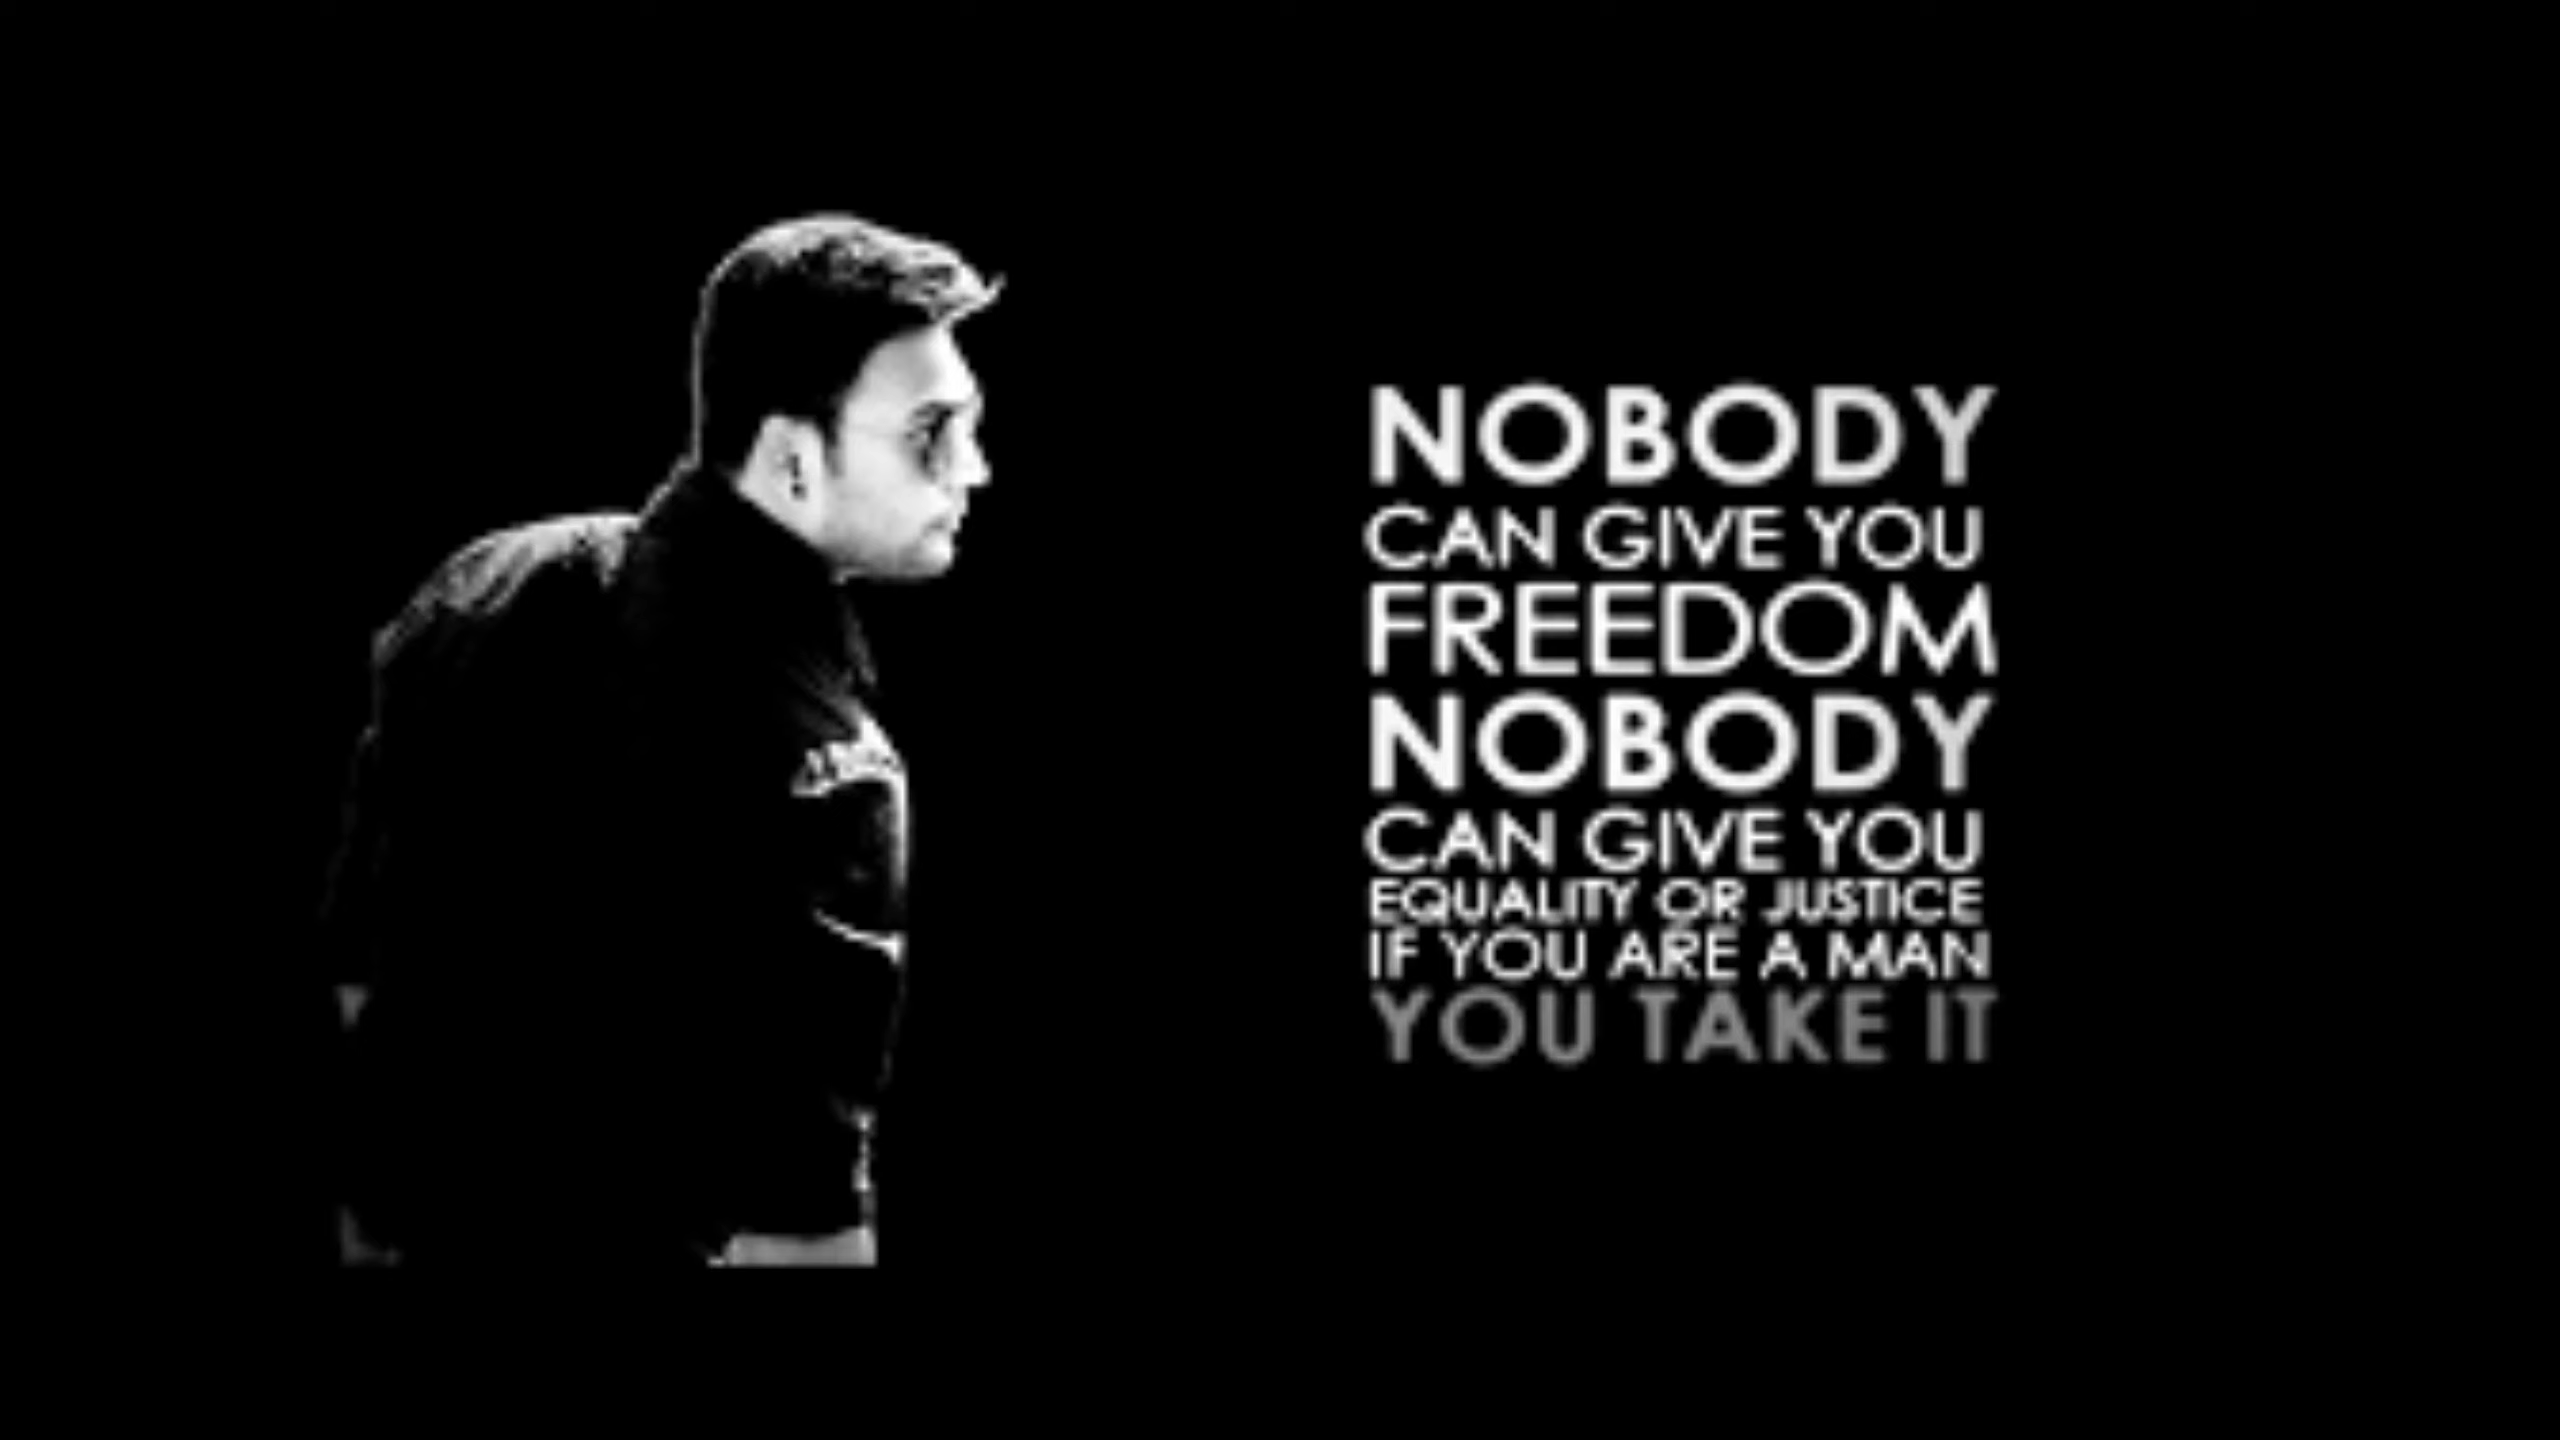 NOBODY
CAN GIVE YOU
FREEDOM
NOBODY
CAN GIVE YOU
EQUALITY OR JUSTICE
IF YOU ARE A MAN
YOU TAKE IT